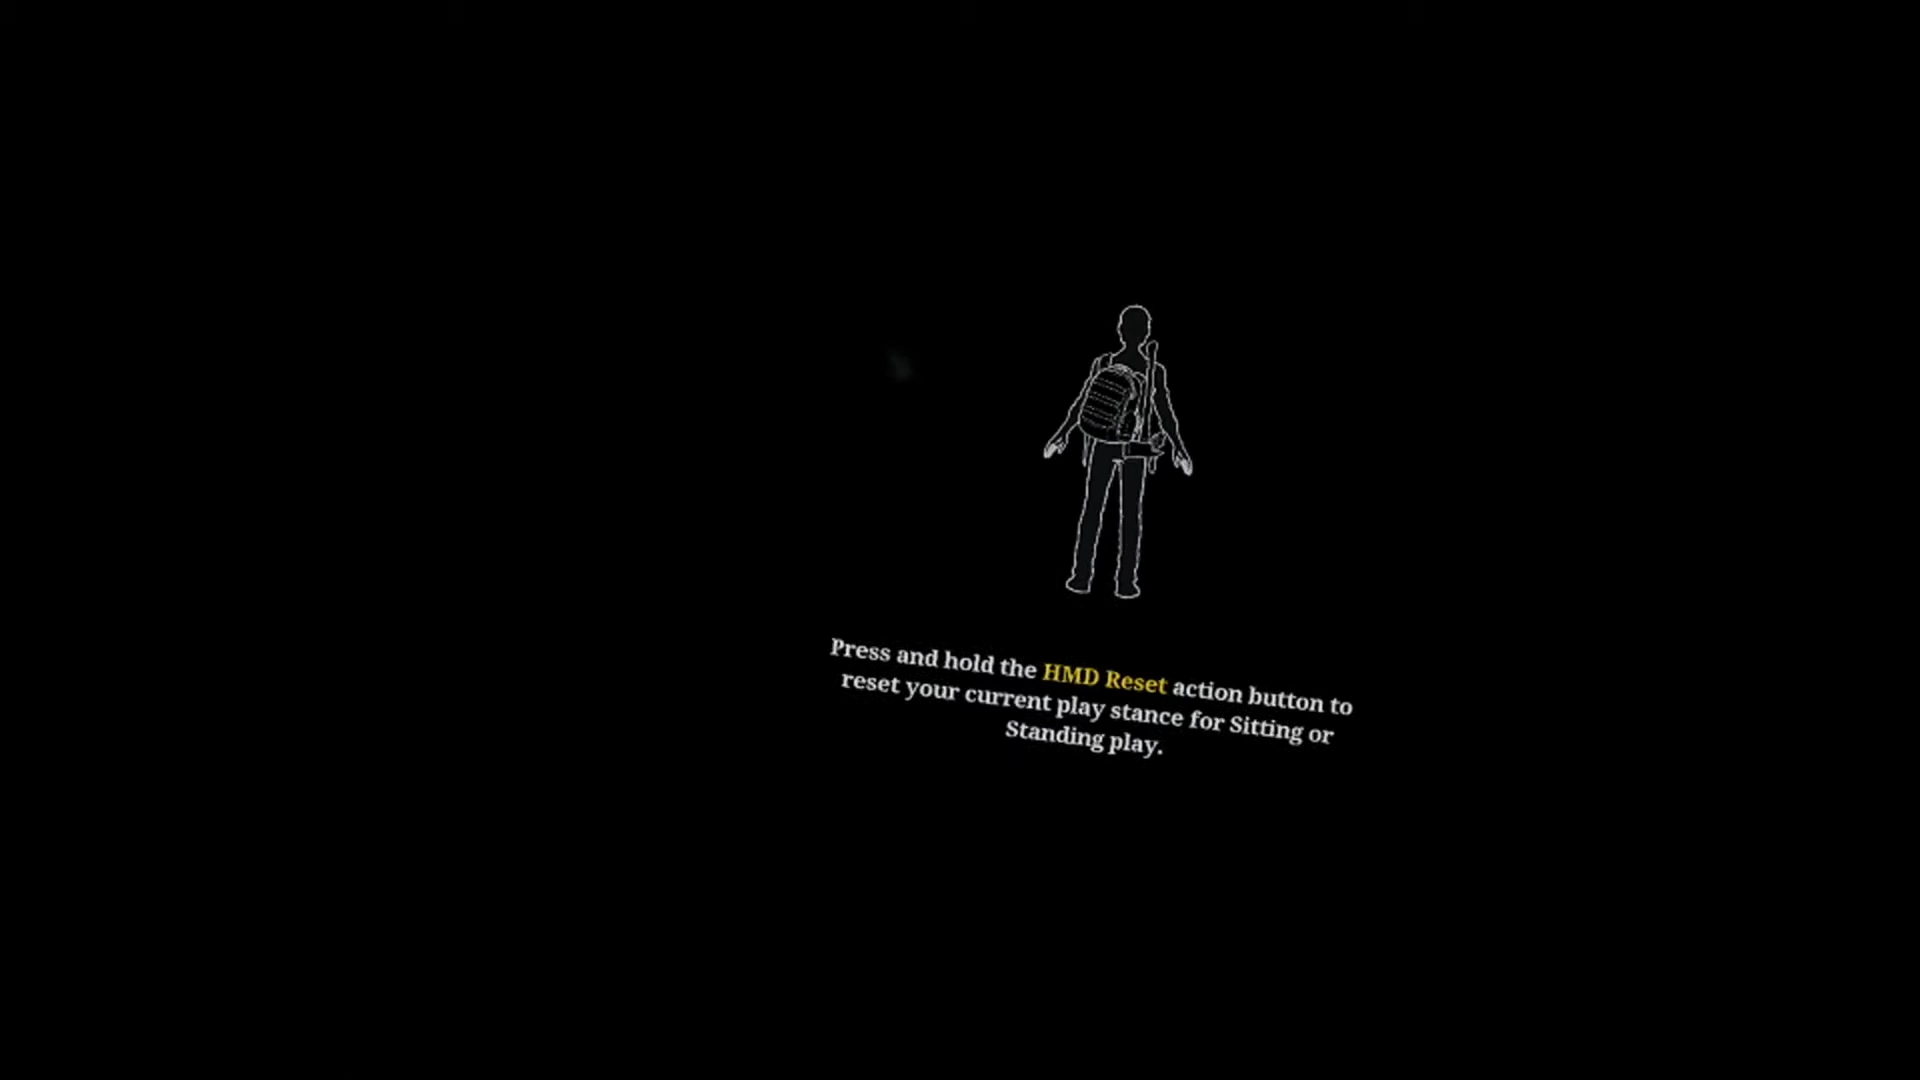 Press and hold the HMD Reset action button to
reset your current play stance for Sitting or
Standing play.